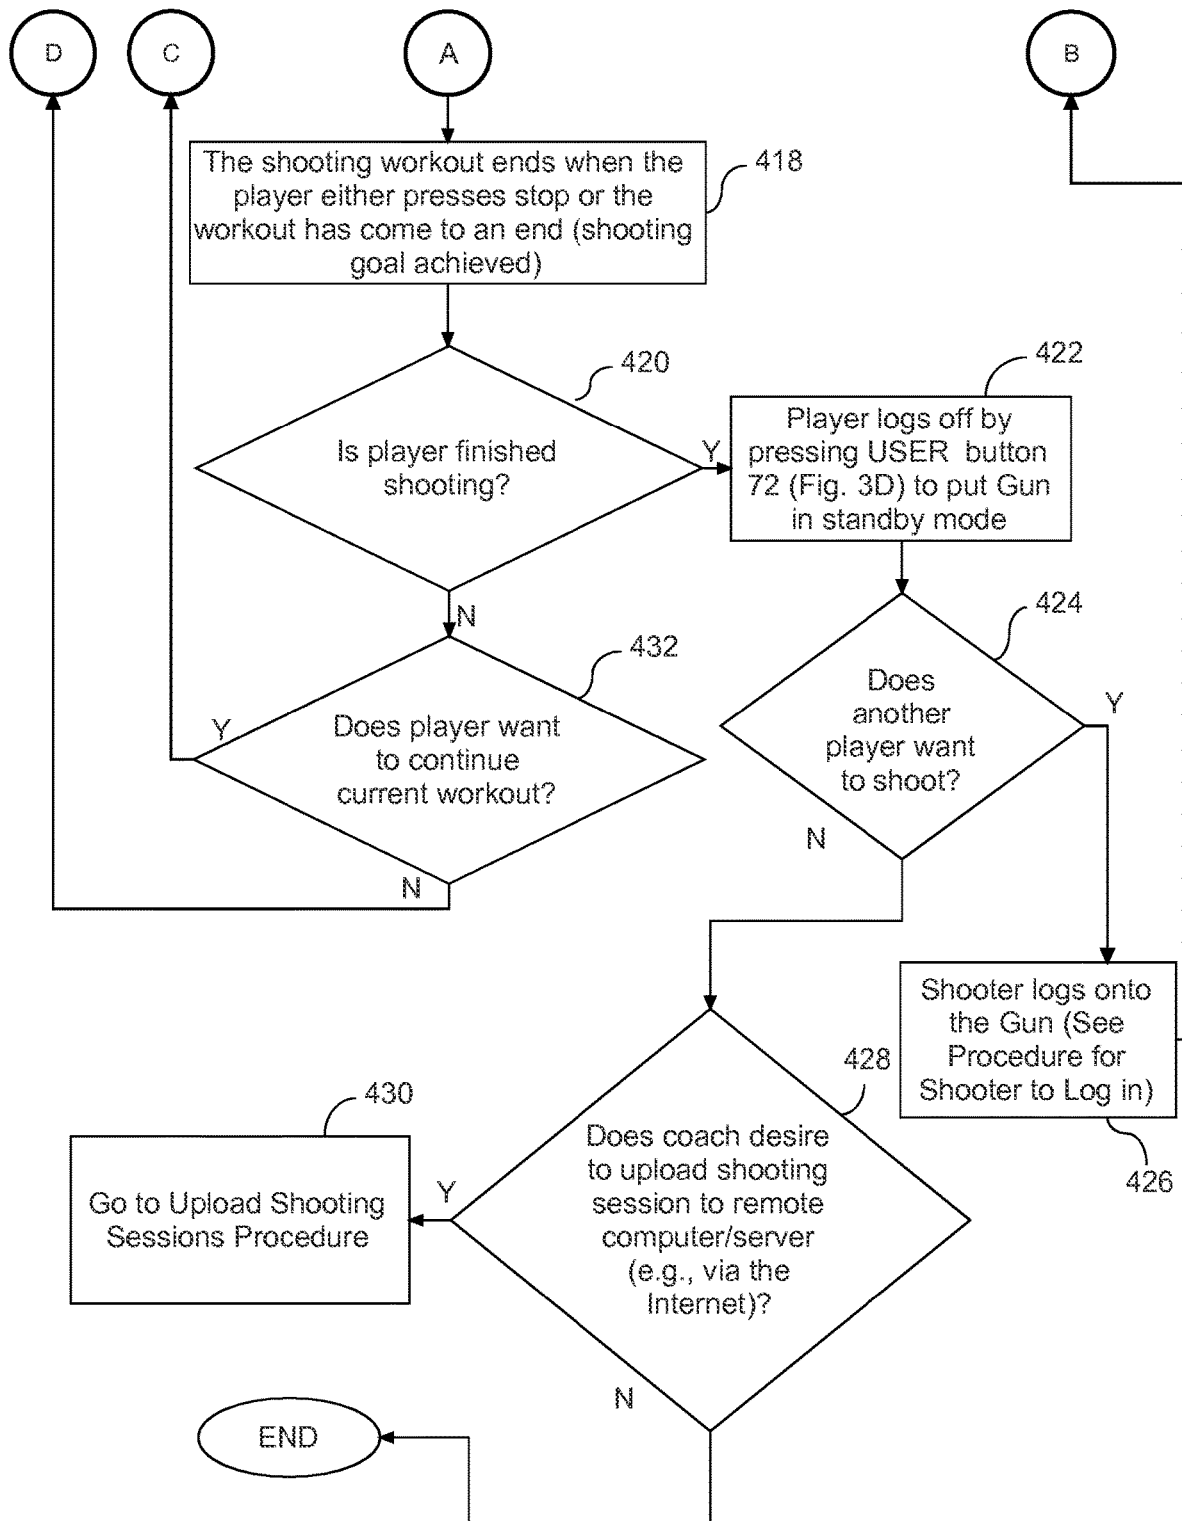 D
C
A
B
The shooting workout ends when the
player either presses stop or the
workout has come to an end (shooting
goal achieved)
418
420
Is player finished
shooting?
Y
N
422
Player logs off by
pressing USER button
72 (Fig. 3D) to put Gun
in standby mode
432
Does player want
to continue
current workout?
Y
N
424
Does
another
player want
to shoot?
Y
N
Shooter logs onto
the Gun (See
Procedure for
Shooter to Log in)
426
428
Does coach desire
to upload shooting
session to remote
computer/server
(e.g., via the
Internet)?
Y
N
430
Go to Upload Shooting
Sessions Procedure
END